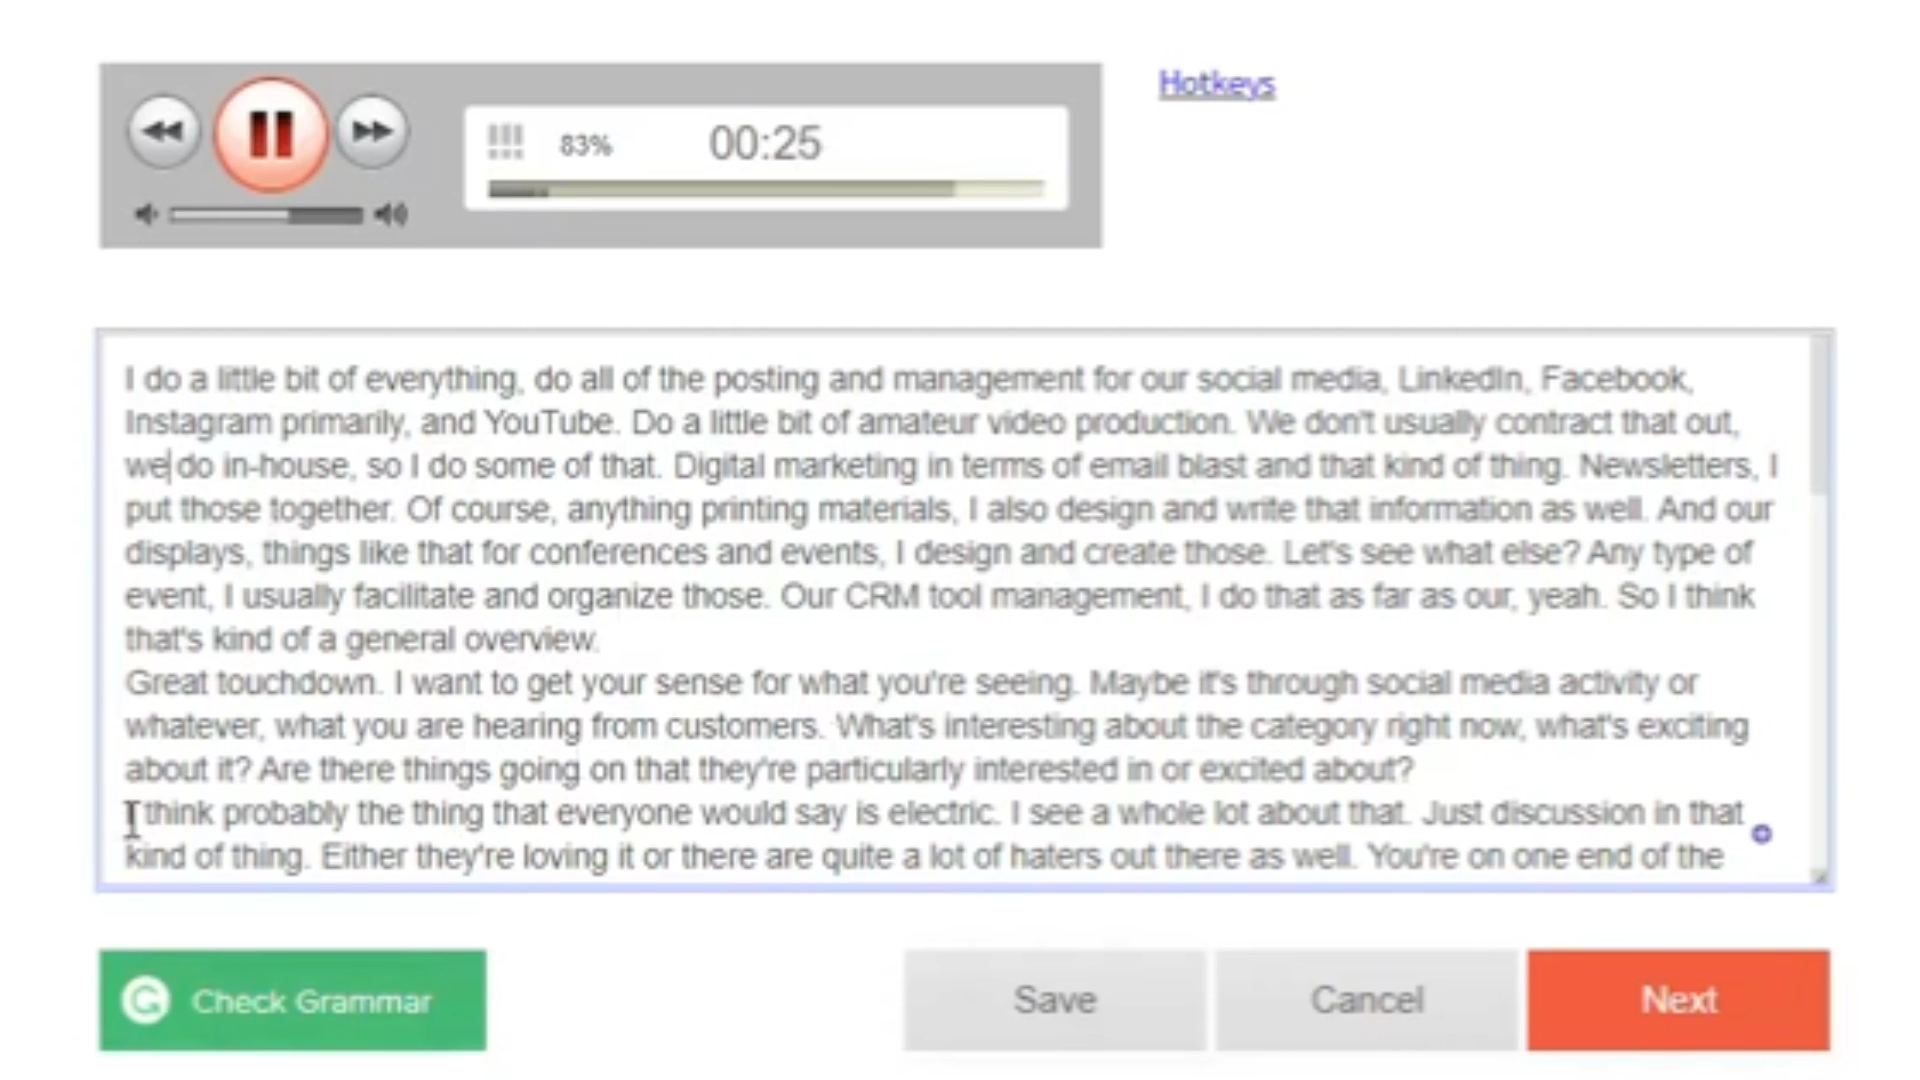 Hotkeys
83% 00:25
I do a little bit of everything, do all of the posting and management for our social media, LinkedIn, Facebook,
Instagram primarily, and YouTube. Do a little bit of amateur video production. We don't usually contract that out,
we do in-house, so I do some of that. Digital marketing in terms of email blast and that kind of thing. Newsletters, I
put those together. Of course, anything printing materials, I also design and write that information as well. And our
displays, things like that for conferences and events, I design and create those. Let's see what else? Any type of
event, I usually facilitate and organize those. Our CRM tool management, I do that as far as our, yeah. So I think
that's kind of a general overview.
Great touchdown. I want to get your sense for what you're seeing. Maybe it's through social media activity or
whatever, what you are hearing from customers. What's interesting about the category right now, what's exciting
about it? Are there things going on that they're particularly interested in or excited about?
I think probably the thing that everyone would say is electric. I see a whole lot about that. Just discussion in that
kind of thing. Either they're loving it or there are quite a lot of haters out there as well. You're on one end of the
Check Grammar
Save
Cancel
Next